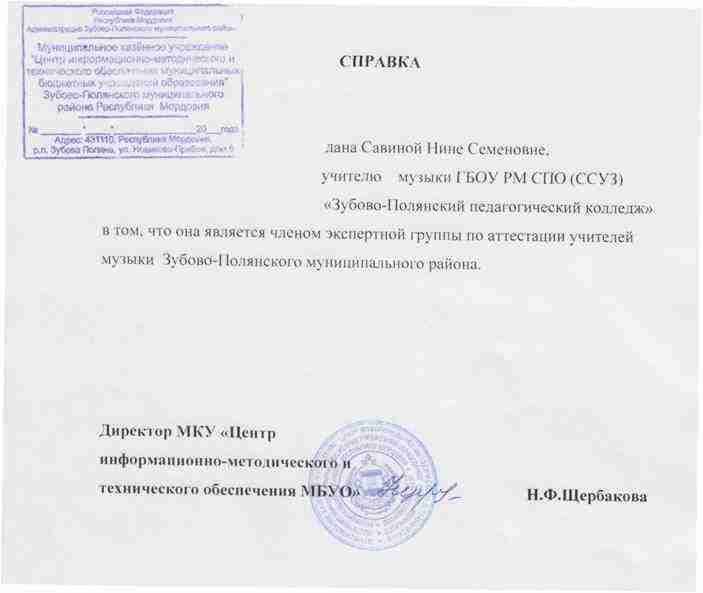 Российская Федерация
Республика Мордовия
Администрация Зубово-Полянского муниципального района
Муниципальное казённое учреждение
"Центр информационно-методического и
технического обеспечения муниципальных
бюджетных учреждений образования"
Зубово-Полянского муниципального
района Республики Мордовия
№ 20 года
Адрес: 431110, Республика Мордовия,
р.п. Зубова Поляна, ул.
СПРАВКА
дана Савиной Нине Семеновне,
учителю музыки ГБОУ РМ СПО (ССУЗ)
«Зубово-Полянский педагогический колледж»
в том, что она является членом экспертной группы по аттестации учителей
музыки Зубово-Полянского муниципального района.
Директор МКУ «Центр
информационно-методического и
технического обеспечения МБУО»
Н.Ф.Щербакова